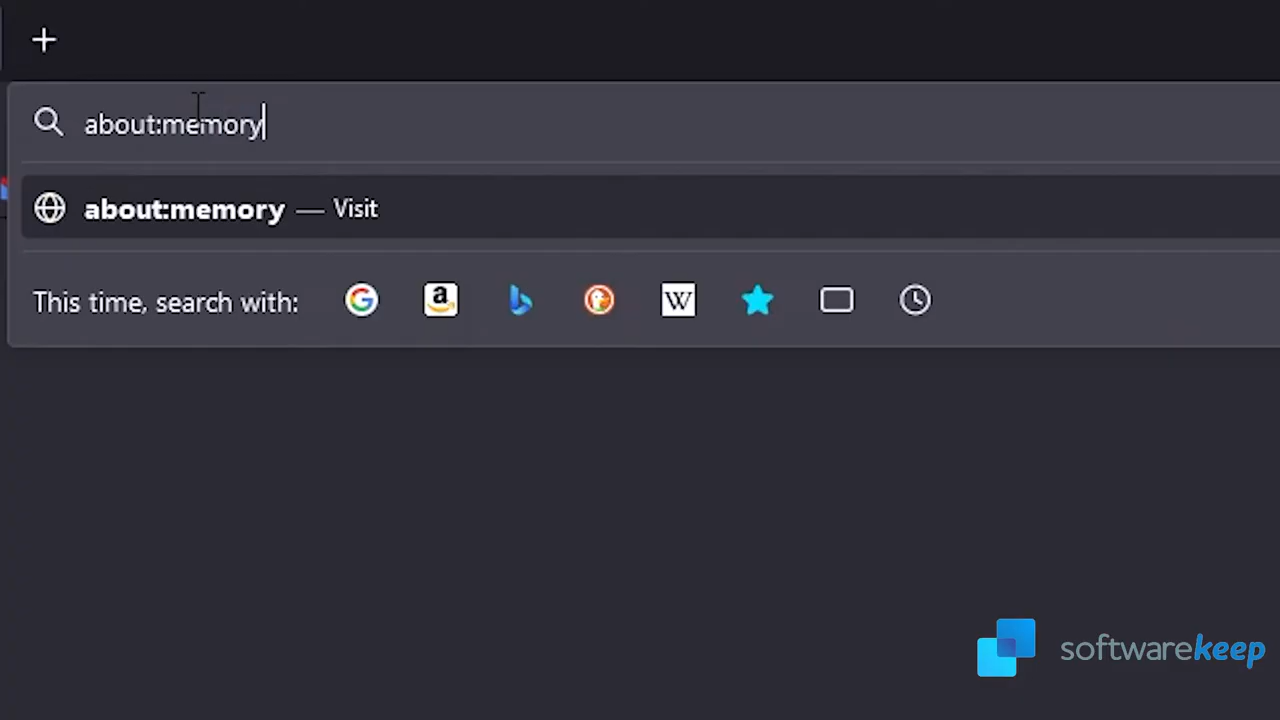 about:memory
about:memory — Visit
This time, search with:
softwarekeep